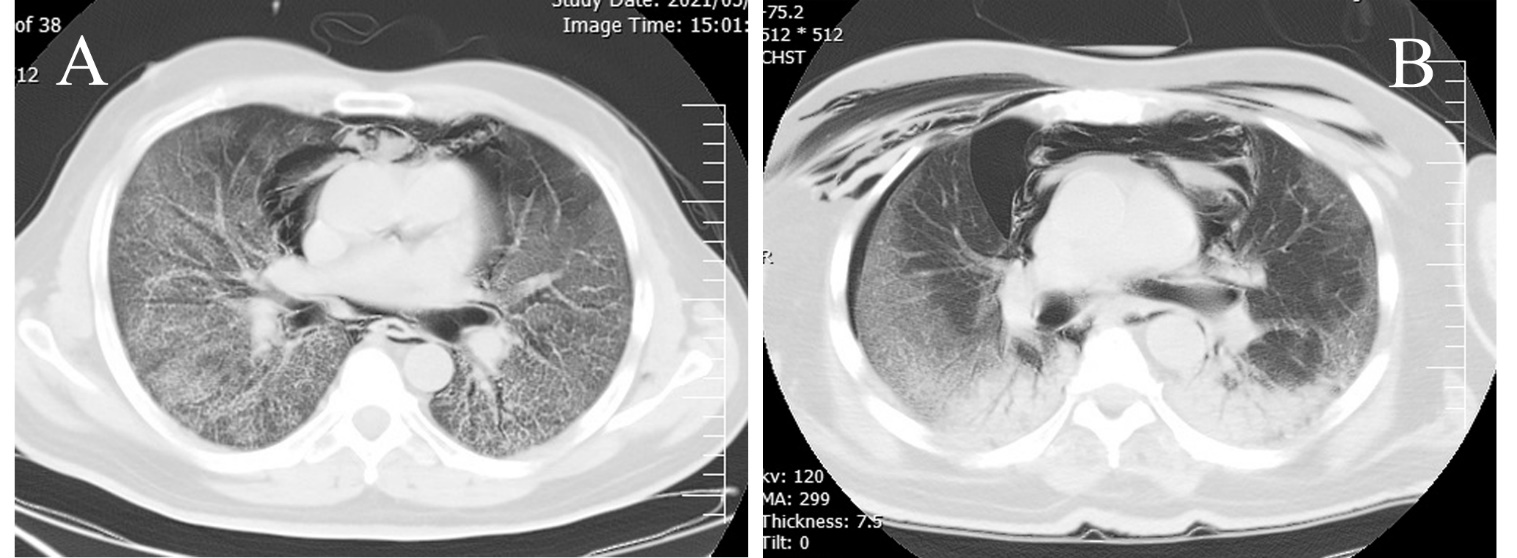 of 38
Image Time: 15:01:
12
A
-75.2
512 * 512
CHST
B
R
kv: 120
MA: 299
Thickness: 7.5
Tilt: 0